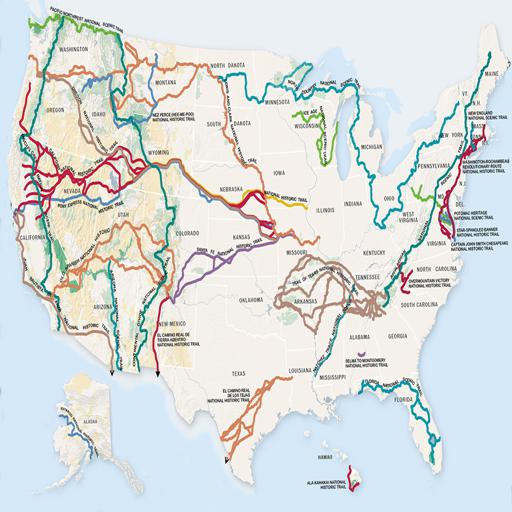 PACIFIC NORTHWEST NATIONAL SCENIC TRAIL
WASHINGTON
MONTANA
NORTH DAKOTA
MINNESOTA
NATIONAL SCENIC TRAIL
MAINE
V.T.
OREGON
IDAHO
NEZ PERCE (NEE-ME-POO)
NATIONAL HISTORIC TRAIL
SOUTH DAKOTA
ICE AGE
WISCONSIN
MICHIGAN
NEW YORK
NEW ENGLAND
NATIONAL SCENIC TRAIL
WYOMING
IOWA
PENNSYLVANIA
WASHINGTON-ROCHAMBEAU
REVOLUTIONARY ROUTE
NATIONAL HISTORIC TRAIL
NEVADA
NEBRASKA
NATIONAL HISTORIC TRAIL
ILLINOIS
INDIANA
OHIO
N.J.
DEL.
PONY EXPRESS NATIONAL HISTORIC TRAIL
UTAH
COLORADO
KANSAS
MISSOURI
KENTUCKY
WEST
VIRGINIA
VIRGINIA
POTOMAC HERITAGE
NATIONAL SCENIC TRAIL
STAR-SPANGLED BANNER
NATIONAL HISTORIC TRAIL
CAPTAIN JOHN SMITH CHESAPEAKE
NATIONAL HISTORIC TRAIL
CALIFORNIA
SANTA FE NATIONAL HISTORIC TRAIL
ARIZONA
NEW MEXICO
OKLAHOMA
TRAIL OF TEARS NATIONAL HISTORIC TRAIL
ARKANSAS
TENNESSEE
NORTH CAROLINA
OVERMOUNTAIN VICTORY
NATIONAL HISTORIC TRAIL
SOUTH CAROLINA
EL CAMINO REAL DE
TIERRA ADENTRO
NATIONAL HISTORIC TRAIL
ALABAMA
GEORGIA
SELMA TO MONTGOMERY
NATIONAL HISTORIC TRAIL
TEXAS
LOUISIANA
MISSISSIPPI
EL CAMINO REAL
DE LOS TEJAS
NATIONAL HISTORIC TRAIL
FLORIDA NATIONAL SCENIC TRAIL
FLORIDA
ALASKA
HAWAII
ALA KAHAKAI NATIONAL
HISTORIC TRAIL